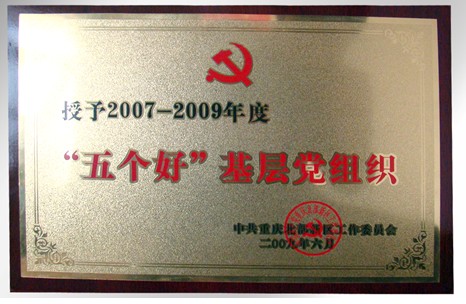 授予2007-2009年度
“五个好”基层党组织
中共重庆北部新区工作委员会
二00九年六月